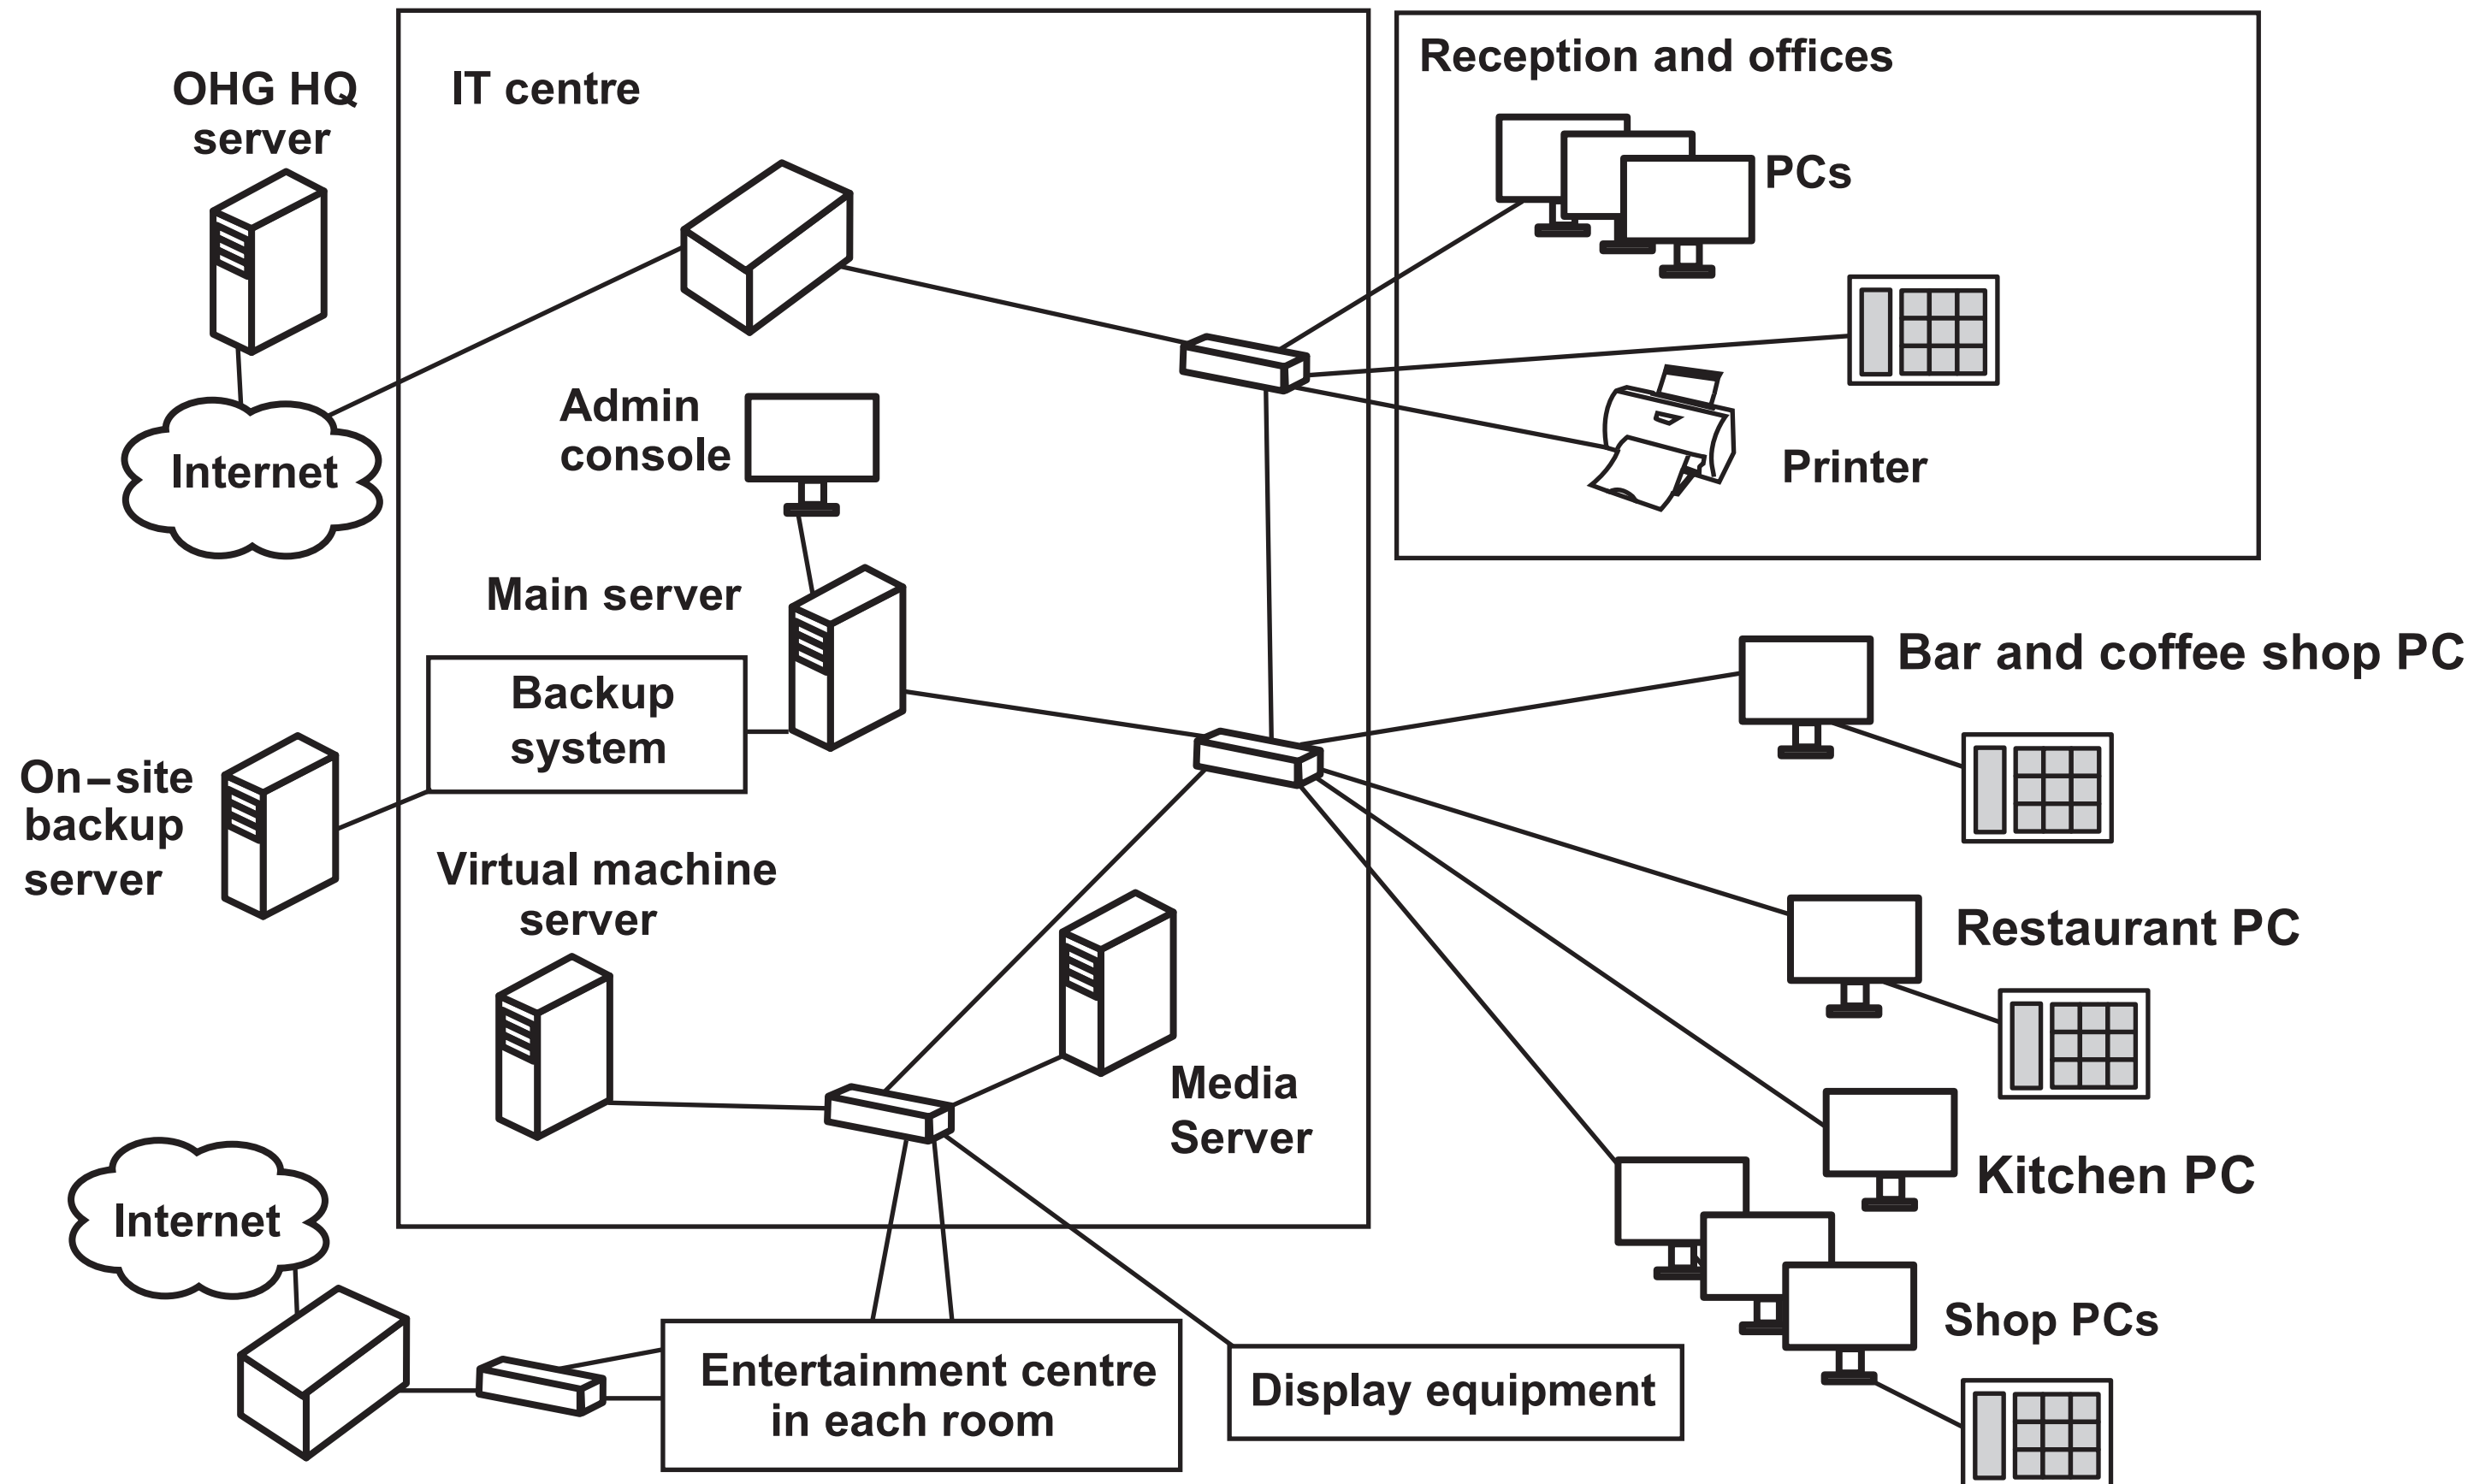 OHG HQ
server
IT centre
Reception and offices
PCs
Internet
Admin
console
Printer
Main server
Backup
system
Bar and coffee shop PC
On–site
backup
server
Virtual machine
server
Restaurant PC
Media
Server
Kitchen PC
Internet
Shop PCs
Entertainment centre
in each room
Display equipment